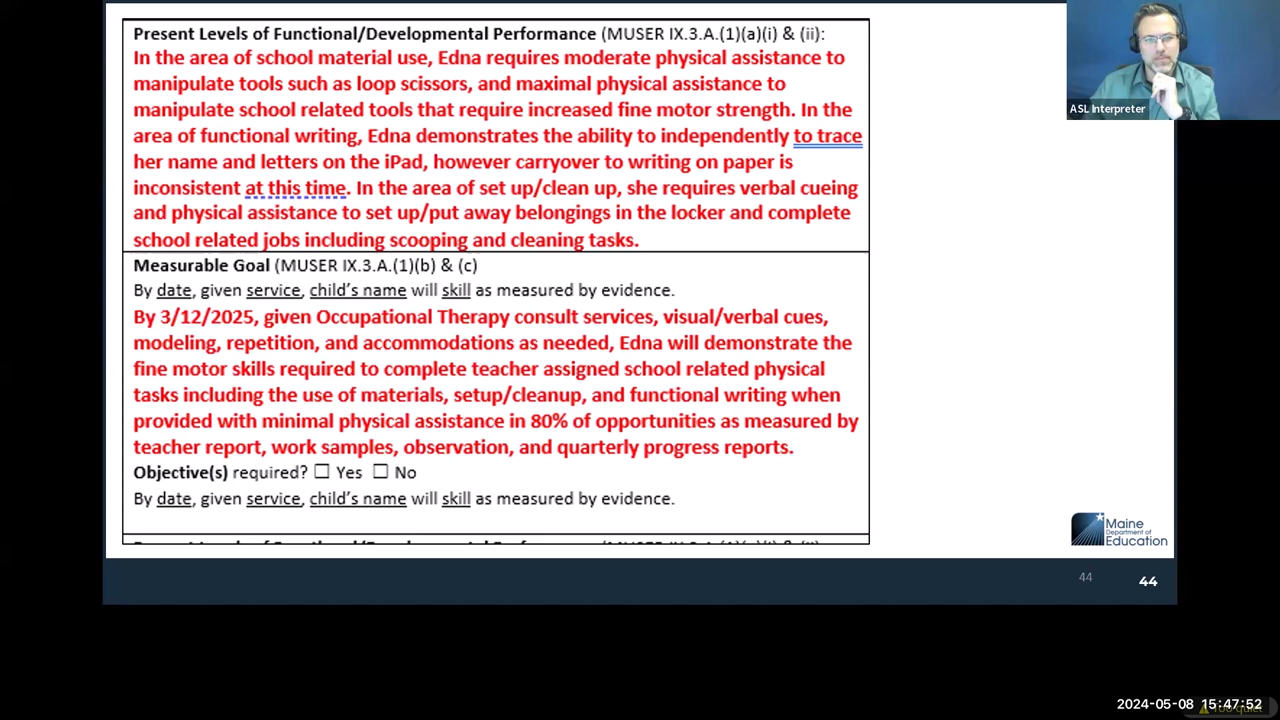 Present Levels of Functional/Developmental Performance (MUSER IX.3.A.(1)(a)(i) & (ii):
In the area of school material use, Edna requires moderate physical assistance to
manipulate tools such as loop scissors, and maximal physical assistance to
manipulate school related tools that require increased fine motor strength. In the
area of functional writing, Edna demonstrates the ability to independently to trace
her name and letters on the iPad, however carryover to writing on paper is
inconsistent at this time. In the area of set up/clean up, she requires verbal cueing
and physical assistance to set up/put away belongings in the locker and complete
school related jobs including scooping and cleaning tasks.
Measurable Goal (MUSER IX.3.A.(1)(b) & (c)
By date, given service, child's name will skill as measured by evidence.
By 3/12/2025, given Occupational Therapy consult services, visual/verbal cues,
modeling, repetition, and accommodations as needed, Edna will demonstrate the
fine motor skills required to complete teacher assigned school related physical
tasks including the use of materials, setup/cleanup, and functional writing when
provided with minimal physical assistance in 80% of opportunities as measured by
teacher report, work samples, observation, and quarterly progress reports.
Objective(s) required? ☐ Yes ☐ No
By date, given service, child's name will skill as measured by evidence.
ASL Interpreter
Maine
Department of
Education
44
44
2024-05-08 15:47:52